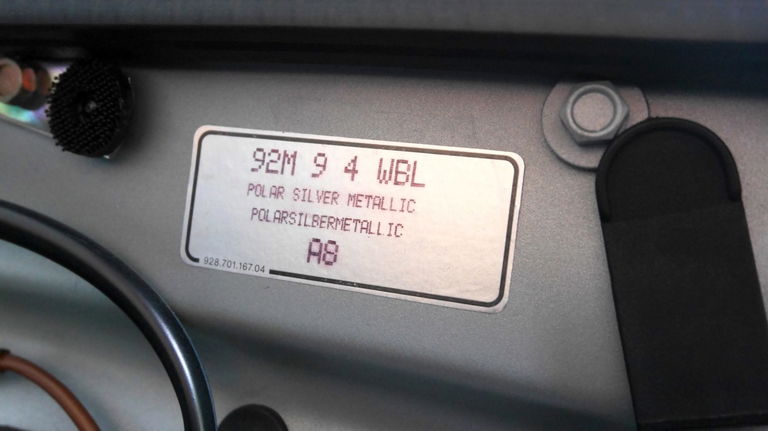 92M 9 4 WBL
POLAR SILVER METALLIC
POLARSILBERMETALLIC
A8
928.701.167.04